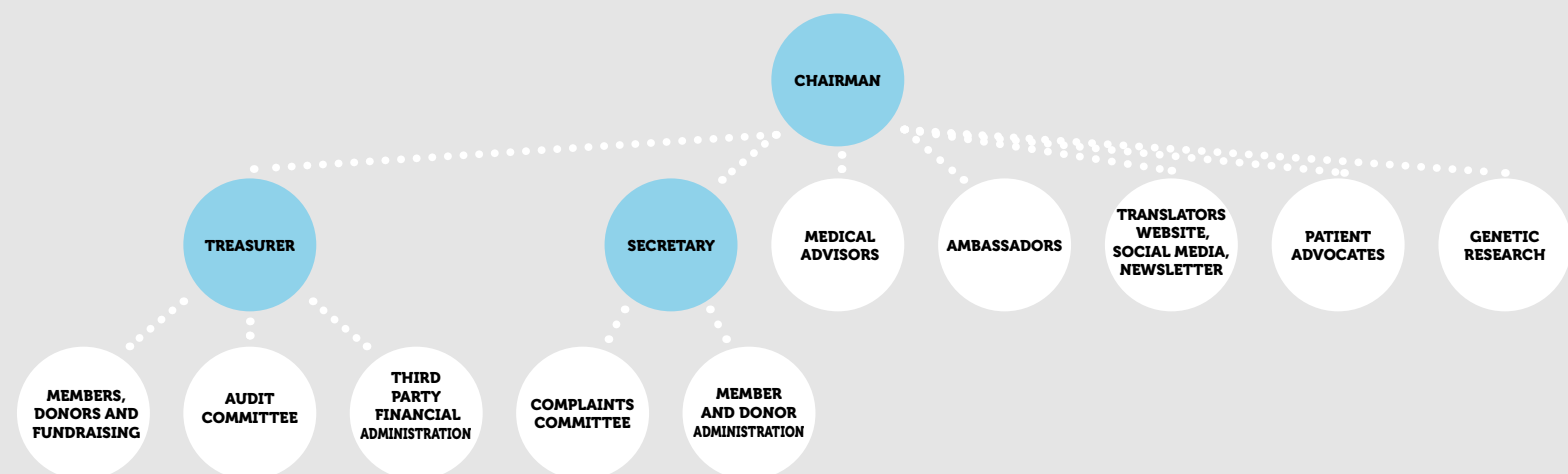 CHAIRMAN
TREASURER
SECRETARY
MEDICAL
ADVISORS
AMBASSADORS
TRANSLATORS
WEBSITE,
SOCIAL MEDIA,
NEWSLETTER
PATIENT
ADVOCATES
GENETIC
RESEARCH
MEMBERS,
DONORS AND
FUNDRAISING
AUDIT
COMMITTEE
THIRD
PARTY
FINANCIAL
ADMINISTRATION
COMPLAINTS
COMMITTEE
MEMBER
AND DONOR
ADMINISTRATION